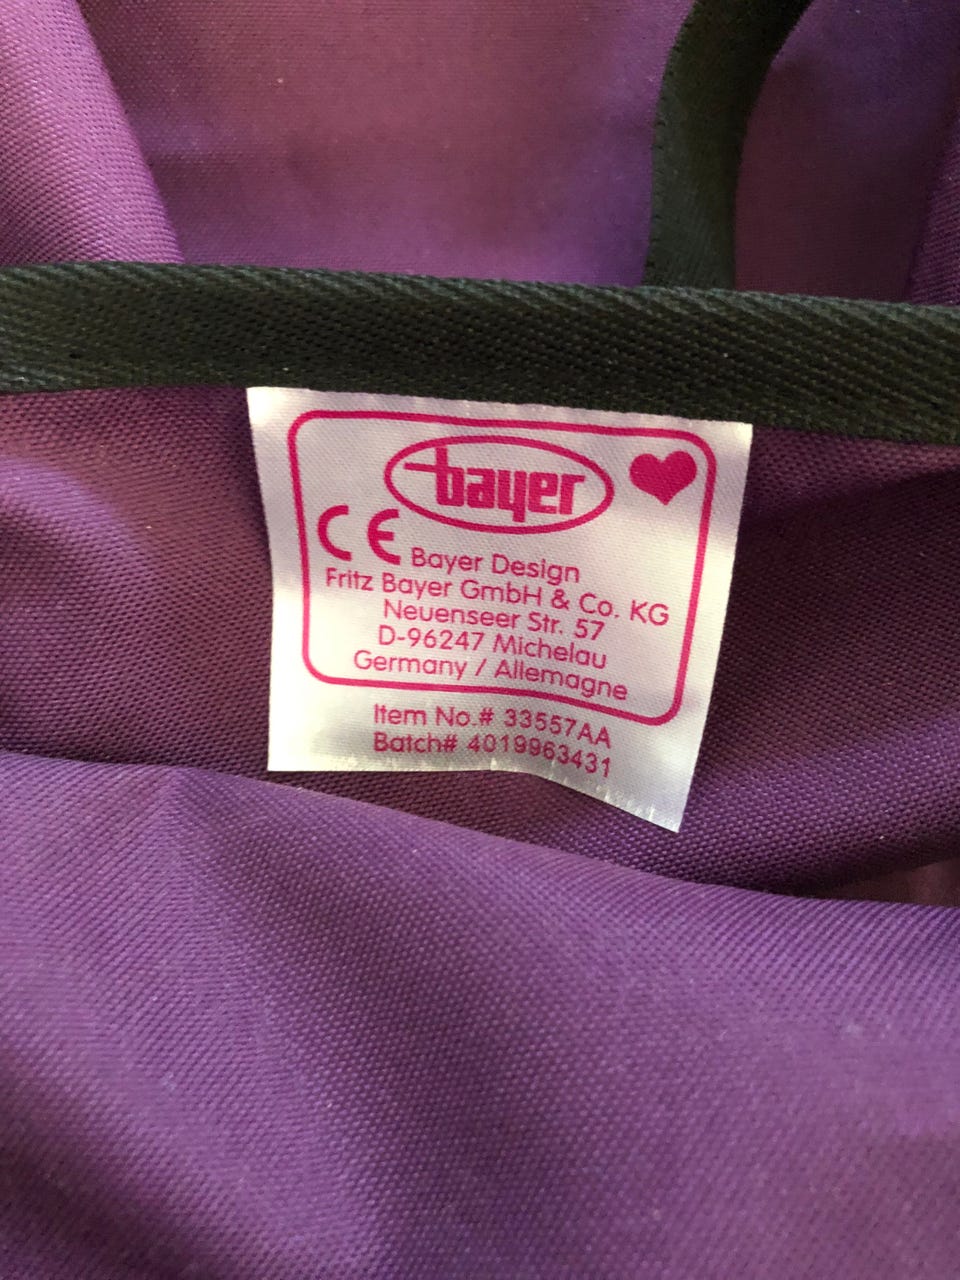 bayer
CE Bayer Design
Fritz Bayer GmbH & Co. KG
Neuenseer Str. 57
D-96247 Michelau
Germany / Allemagne
Item No.# 33557AA
Batch# 4019963431